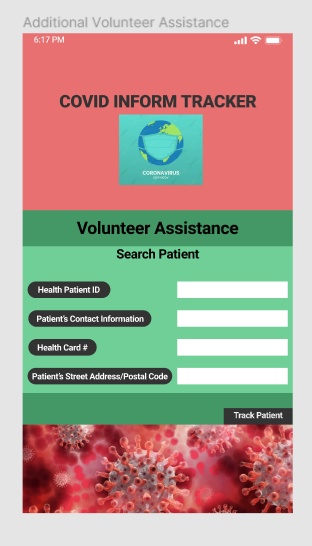 Additional Volunteer Assistance
6:17 PM
COVID INFORM TRACKER
CORONAVIRUS
Volunteer Assistance
Search Patient
Health Patient ID
Patient's Contact Information
Health Card #
Patient's Street Address/Postal Code
Track Patient